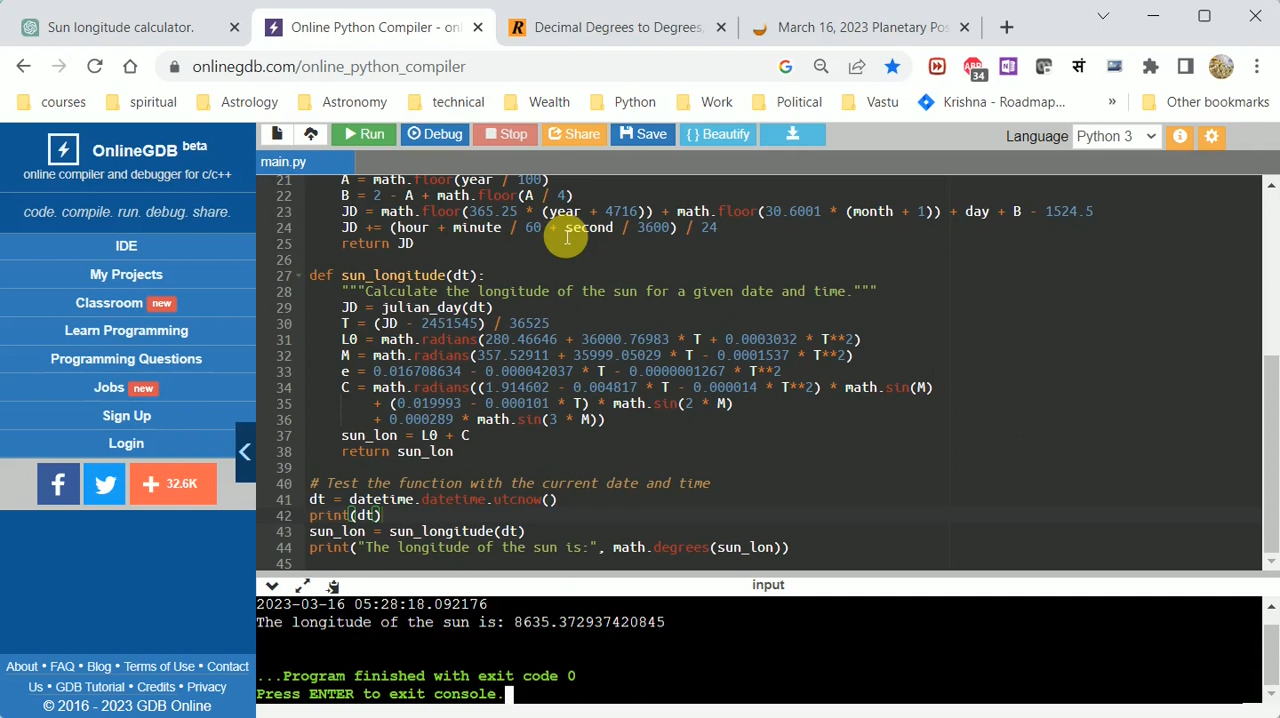 Sun longitude calculator.
Online Python Compiler - onl
R
Decimal Degrees to Degrees,
March 16, 2023 Planetary Pos
onlinegdb.com/online_python_compiler
34
सं
courses
spiritual
Astrology
Astronomy
technical
Wealth
Python
Work
Political
Vastu
Krishna - Roadmap...
»
Other bookmarks
OnlineGDB beta
online compiler and debugger for c/c++
code. compile. run. debug. share.
IDE
My Projects
Classroom new
Learn Programming
Programming Questions
Jobs new
Sign Up
Login
f
+ 32.6K
About • FAQ • Blog • Terms of Use • Contact
Us • GDB Tutorial • Credits • Privacy
© 2016 - 2023 GDB Online
Run Debug Stop Share Save { } Beautify
Language Python 3
main.py
21 A = math.floor(year / 100)
22 B = 2 - A + math.floor(A / 4)
23 JD = math.floor(365.25 * (year + 4716)) + math.floor(30.6001 * (month + 1)) + day + B - 1524.5
24 JD += (hour + minute / 60 + second / 3600) / 24
25 return JD
26
27 def sun_longitude(dt):
28 """Calculate the longitude of the sun for a given date and time."""
29 JD = julian_day(dt)
30 T = (JD - 2451545) / 36525
31 L0 = math.radians(280.46646 + 36000.76983 * T + 0.0003032 * T**2)
32 M = math.radians(357.52911 + 35999.05029 * T - 0.0001537 * T**2)
33 e = 0.016708634 - 0.000042037 * T - 0.0000001267 * T**2
34 C = math.radians((1.914602 - 0.004817 * T - 0.000014 * T**2) * math.sin(M)
35 + (0.019993 - 0.000101 * T) * math.sin(2 * M)
36 + 0.000289 * math.sin(3 * M))
37 sun_lon = L0 + C
38 return sun_lon
39
40 # Test the function with the current date and time
41 dt = datetime.datetime.utcnow()
42 print(dt)
43 sun_lon = sun_longitude(dt)
44 print("The longitude of the sun is:", math.degrees(sun_lon))
45
input
2023-03-16 05:28:18.092176
The longitude of the sun is: 8635.372937420845
...Program finished with exit code 0
Press ENTER to exit console.